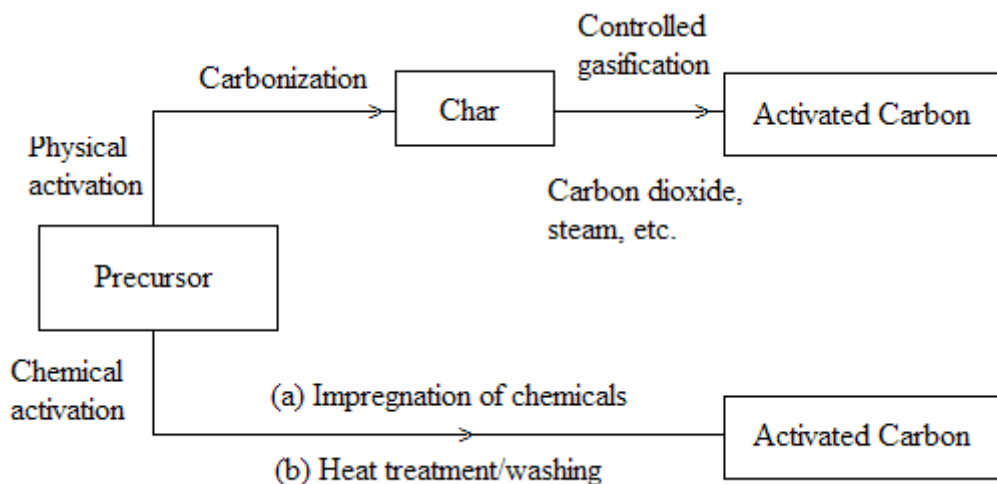 Controlled
gasification
Carbonization
Char
Activated Carbon
Physical
activation
Carbon dioxide,
steam, etc.
Precursor
Chemical
activation
(a) Impregnation of chemicals
Activated Carbon
(b) Heat treatment/washing